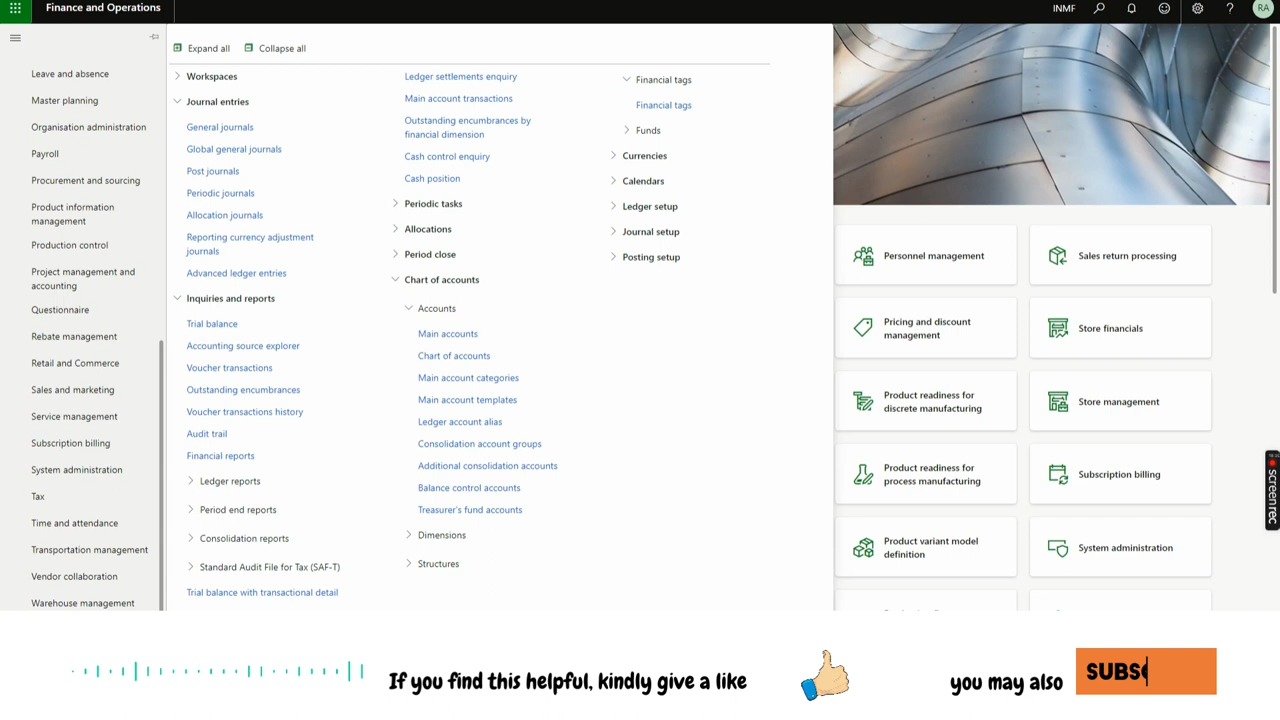 Finance and Operations
INMF
?
RA
Leave and absence
Master planning
Organisation administration
Payroll
Procurement and sourcing
Product information
management
Production control
Project management and
accounting
Questionnaire
Rebate management
Retail and Commerce
Sales and marketing
Service management
Subscription billing
System administration
Tax
Time and attendance
Transportation management
Vendor collaboration
Warehouse management
Expand all
Collapse all
Workspaces
Journal entries
General journals
Global general journals
Post journals
Periodic journals
Allocation journals
Reporting currency adjustment
journals
Advanced ledger entries
Inquiries and reports
Trial balance
Accounting source explorer
Voucher transactions
Outstanding encumbrances
Voucher transactions history
Audit trail
Financial reports
Ledger reports
Period end reports
Consolidation reports
Standard Audit File for Tax (SAF-T)
Trial balance with transactional detail
Ledger settlements enquiry
Main account transactions
Outstanding encumbrances by
financial dimension
Cash control enquiry
Cash position
Periodic tasks
Allocations
Period close
Chart of accounts
Accounts
Main accounts
Chart of accounts
Main account categories
Main account templates
Ledger account alias
Consolidation account groups
Additional consolidation accounts
Balance control accounts
Treasurer's fund accounts
Dimensions
Structures
Financial tags
Financial tags
Funds
Currencies
Calendars
Ledger setup
Journal setup
Posting setup
Personnel management
Sales return processing
Pricing and discount
management
Store financials
Product readiness for
discrete manufacturing
Store management
Product readiness for
process manufacturing
Subscription billing
Product variant model
definition
System administration
screenrec
If you find this helpful, kindly give a like
you may also
SUBSC